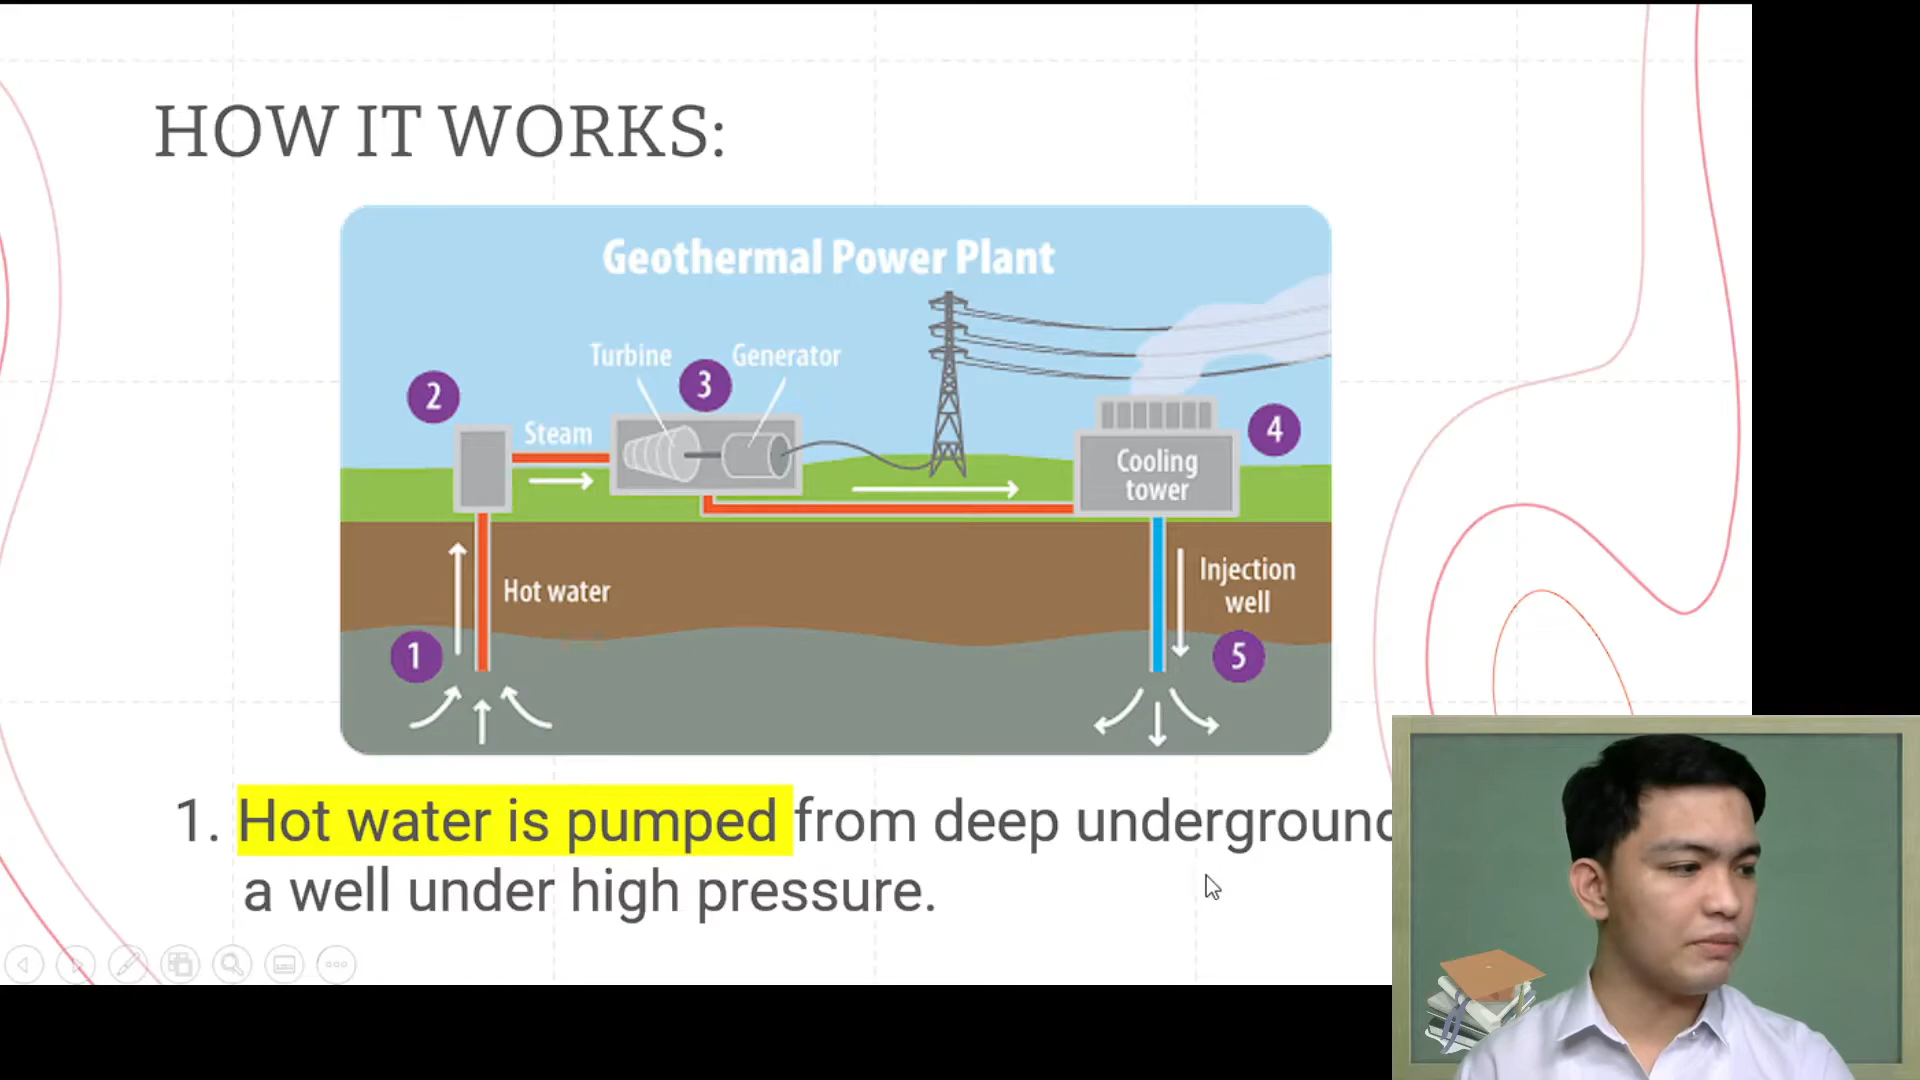 HOW IT WORKS:
Geothermal Power Plant
Turbine
3
Generator
2
Steam
4
Cooling
tower
Hot water
Injection
well
1
5
1. Hot water is pumped from deep underground
a well under high pressure.